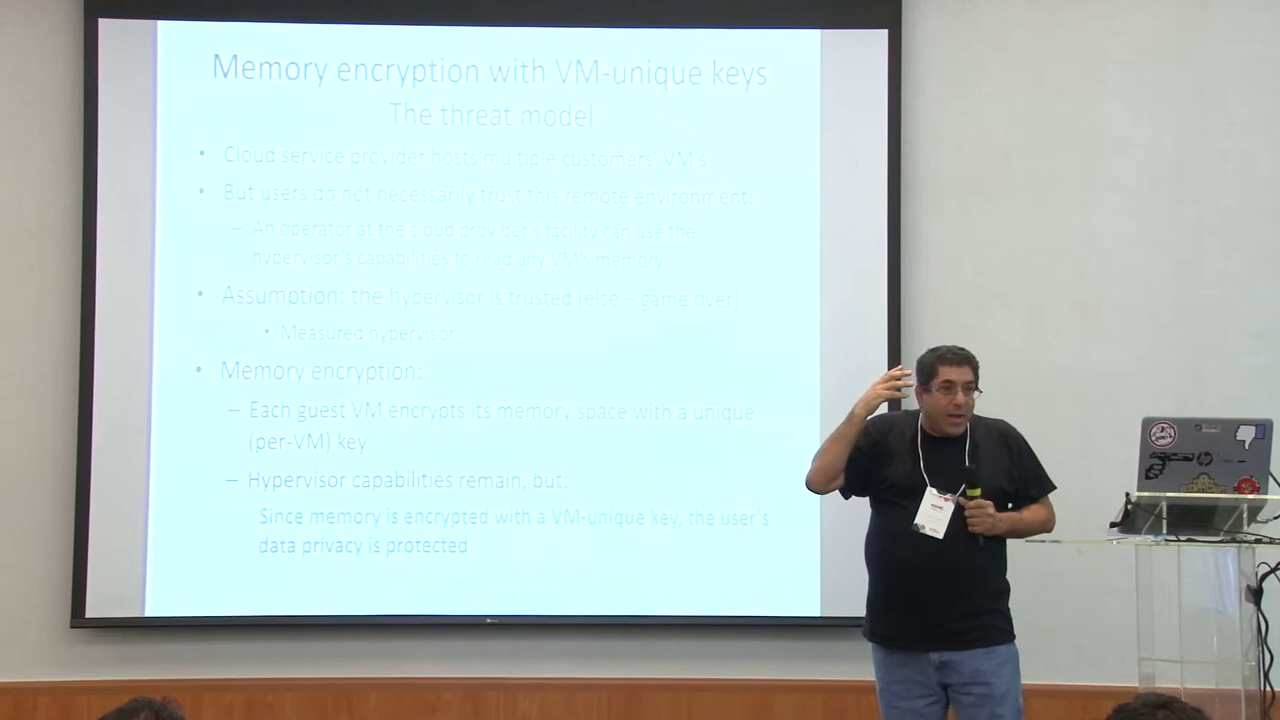 Memory encryption with VM-unique keys
The threat model
• Cloud service provider hosts multiple customers' VM's
• But users do not necessarily trust this remote environment:
– An operator at the cloud provider's facility can use the
hypervisor's capabilities to read any VM's memory
• Assumption: the hypervisor is trusted (else – game over)
• Measured hypervisor
• Memory encryption:
– Each guest VM encrypts its memory space with a unique
(per-VM) key
– Hypervisor capabilities remain, but:
Since memory is encrypted with a VM-unique key, the user's
data privacy is protected
hp